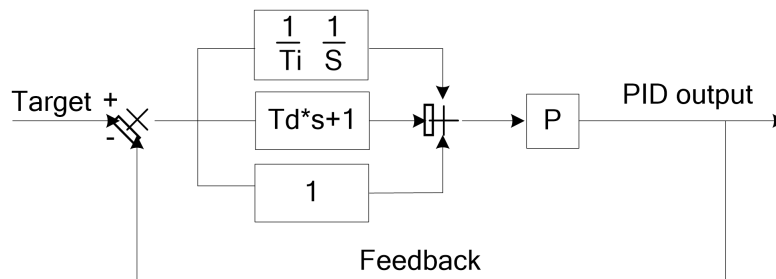 1 1
Ti S
Target + PID output
Td*s+1 P
-
1
Feedback